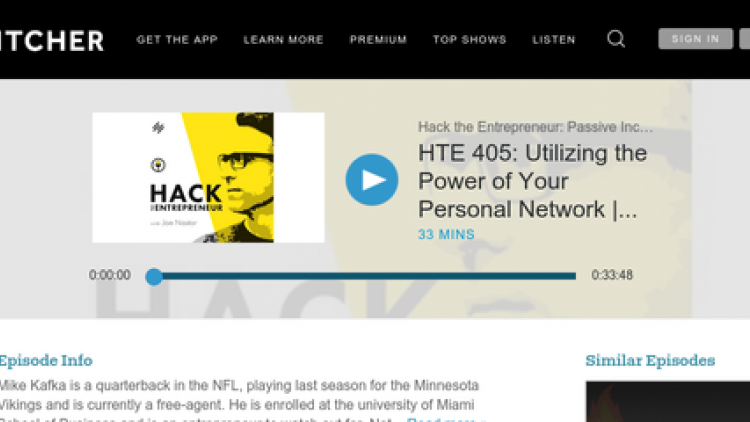 ITCHER GET THE APP LEARN MORE PREMIUM TOP SHOWS LISTEN SIGN IN
Hack the Entrepreneur: Passive Inc...
HTE 405: Utilizing the
Power of Your
Personal Network |...
33 MINS
HACK
THE ENTREPRENEUR
with Jon Nastor
0:00:00 0:33:48
HACK
Episode Info
Mike Kafka is a quarterback in the NFL, playing last season for the Minnesota
Vikings and is currently a free-agent. He is enrolled at the university of Miami
School of Business and is an entrepreneur to watch out for. Not... Read more
Similar Episodes